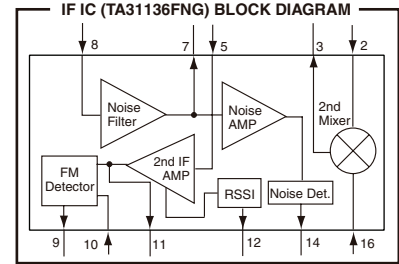 IF IC (TA31136FNG) BLOCK DIAGRAM
8 7 5 3 2
Noise
Filter
Noise
AMP
2nd
Mixer
2nd IF
AMP
FM
Detector
RSSI
Noise Det.
9 10 11 12 14 16